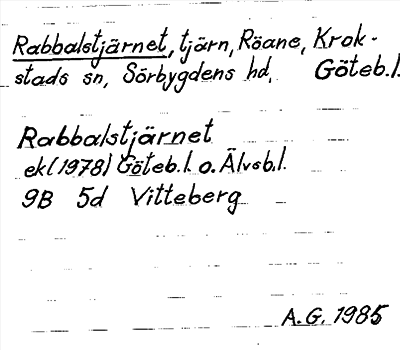 Rabbalstjärnet, tjärn, Röane, Krok-
stads sn, Sörbygdens hd, Göteb.l.
Rabbalstjärnet
ek(1978) Göteb.l. o. Älvsb.l.
9B 5d Vitteberg
A.G. 1985